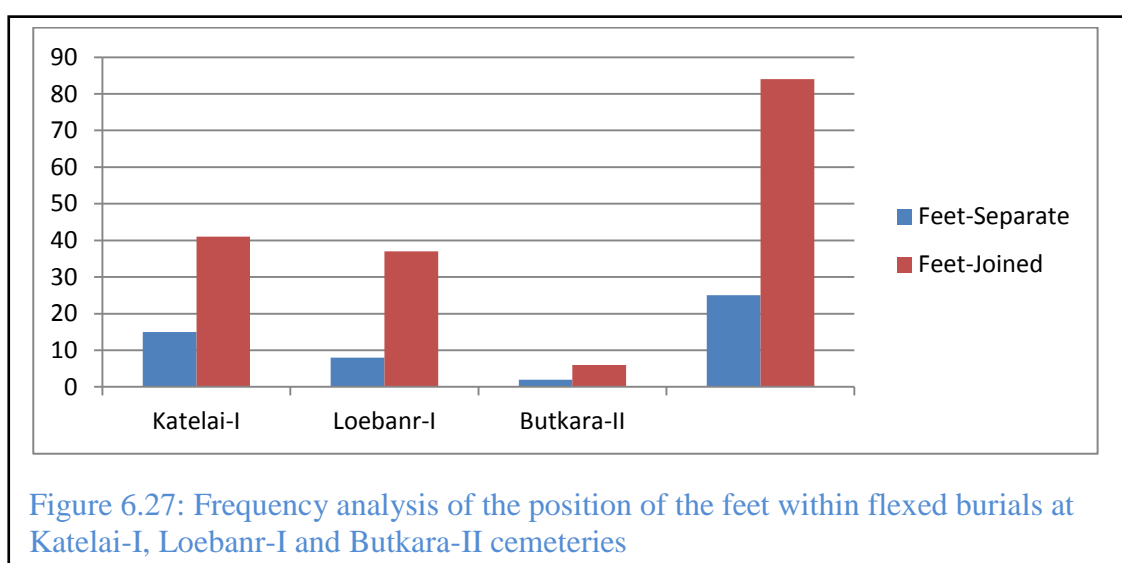 90
80
70
60
50
40
30
20
10
0
Katelai-I Loebanr-I Butkara-II
Feet-Separate
Feet-Joined
Figure 6.27: Frequency analysis of the position of the feet within flexed burials at
Katelai-I, Loebanr-I and Butkara-II cemeteries